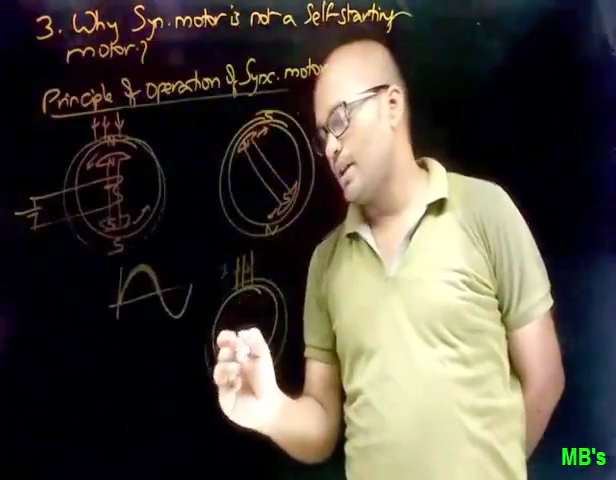 3. Why Syn. motor is not a Self-starting
motor.?
Principle of operation of Sync. motor
N
N
S
S
S
N
S
N
MB's